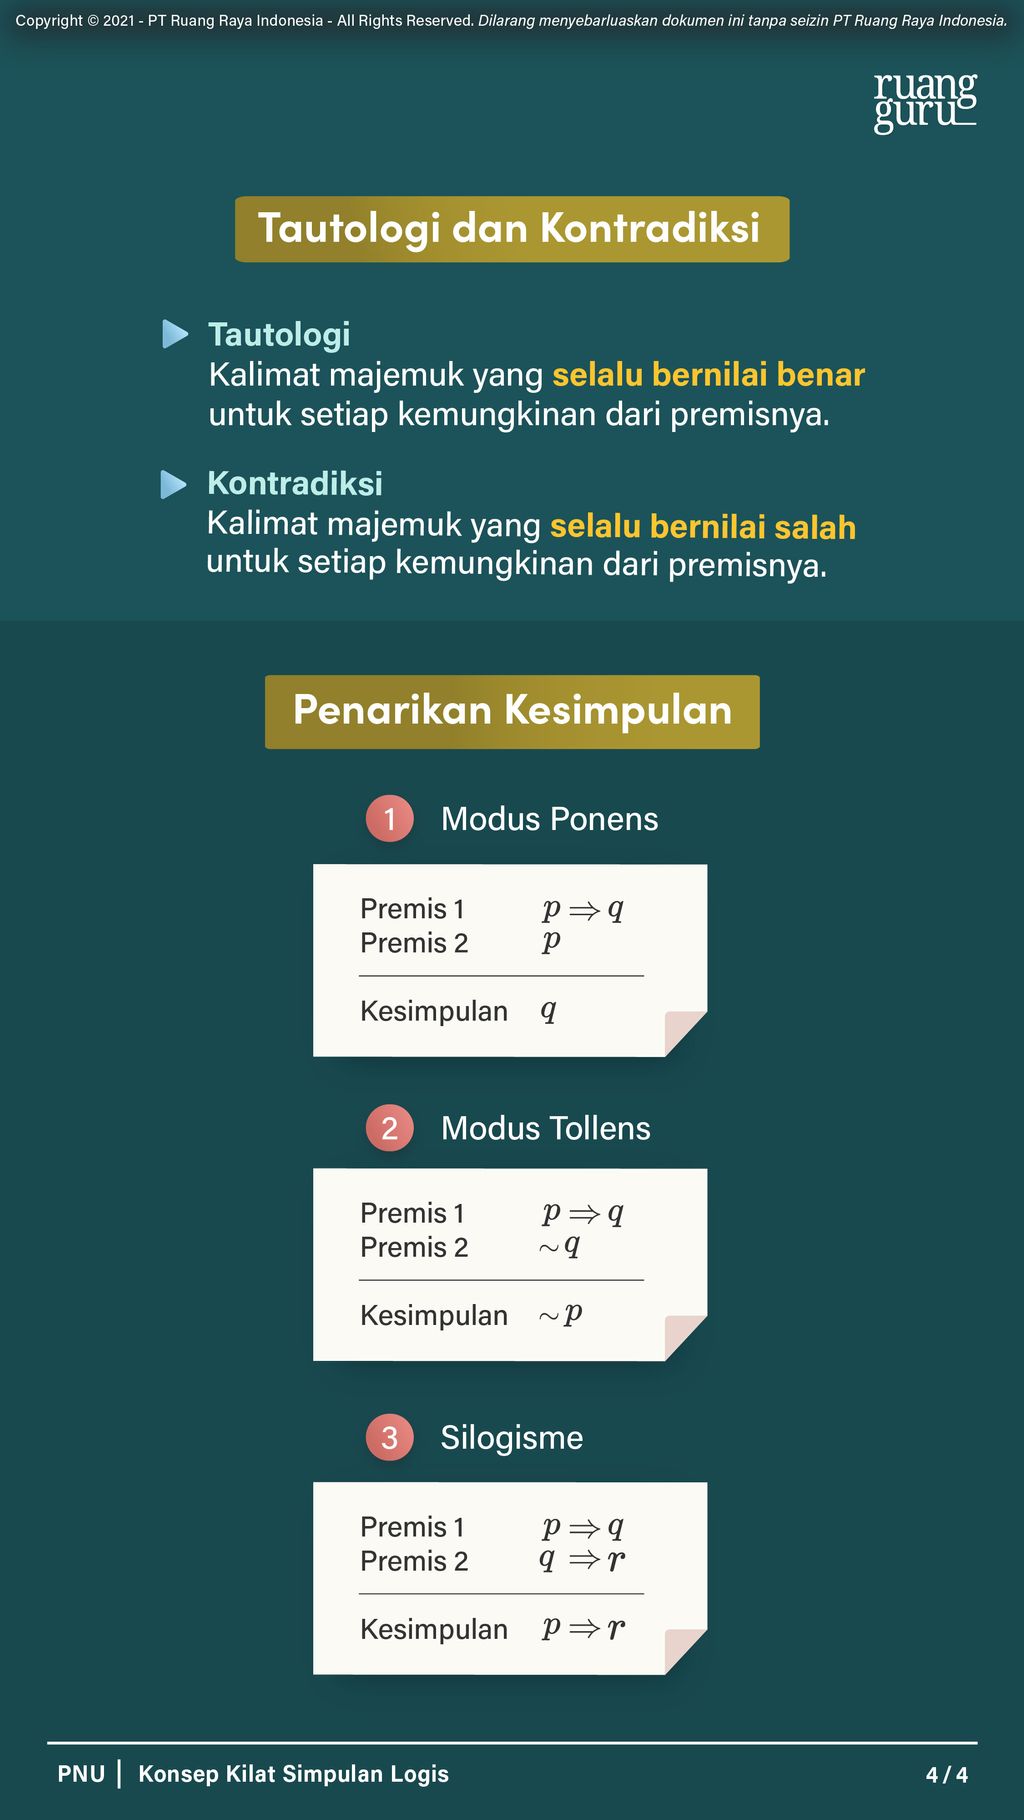 Copyright © 2021 - PT Ruang Raya Indonesia - All Rights Reserved. Dilarang menyebarluaskan dokumen ini tanpa seizin PT Ruang Raya Indonesia.
ruang
guru
Tautologi dan Kontradiksi
Tautologi
Kalimat majemuk yang selalu bernilai benar
untuk setiap kemungkinan dari premisnya.
Kontradiksi
Kalimat majemuk yang selalu bernilai salah
untuk setiap kemungkinan dari premisnya.
Penarikan Kesimpulan
1 Modus Ponens
Premis 1 p ⇒ q
Premis 2 p
Kesimpulan q
2 Modus Tollens
Premis 1 p ⇒ q
Premis 2 ~q
Kesimpulan ~p
3 Silogisme
Premis 1 p ⇒ q
Premis 2 q ⇒ r
Kesimpulan p ⇒ r
PNU | Konsep Kilat Simpulan Logis 4 / 4